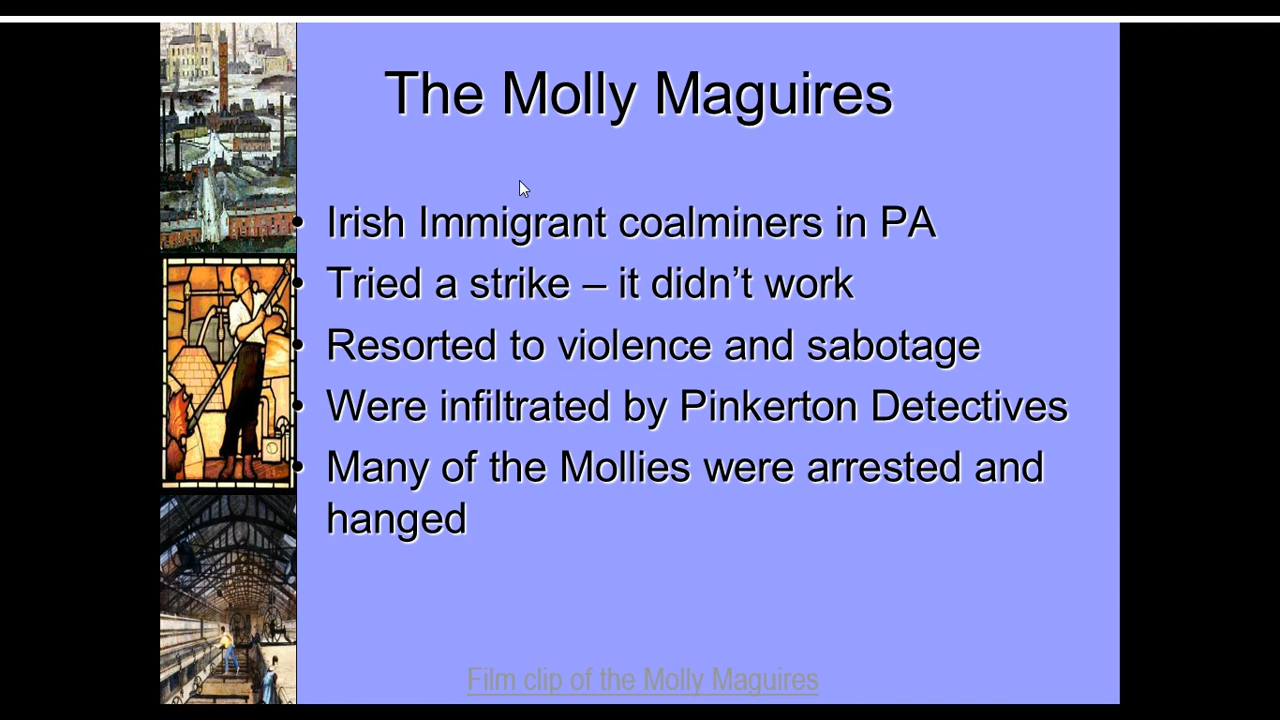 The Molly Maguires
• Irish Immigrant coalminers in PA
• Tried a strike – it didn’t work
• Resorted to violence and sabotage
• Were infiltrated by Pinkerton Detectives
• Many of the Mollies were arrested and
hanged
Film clip of the Molly Maguires